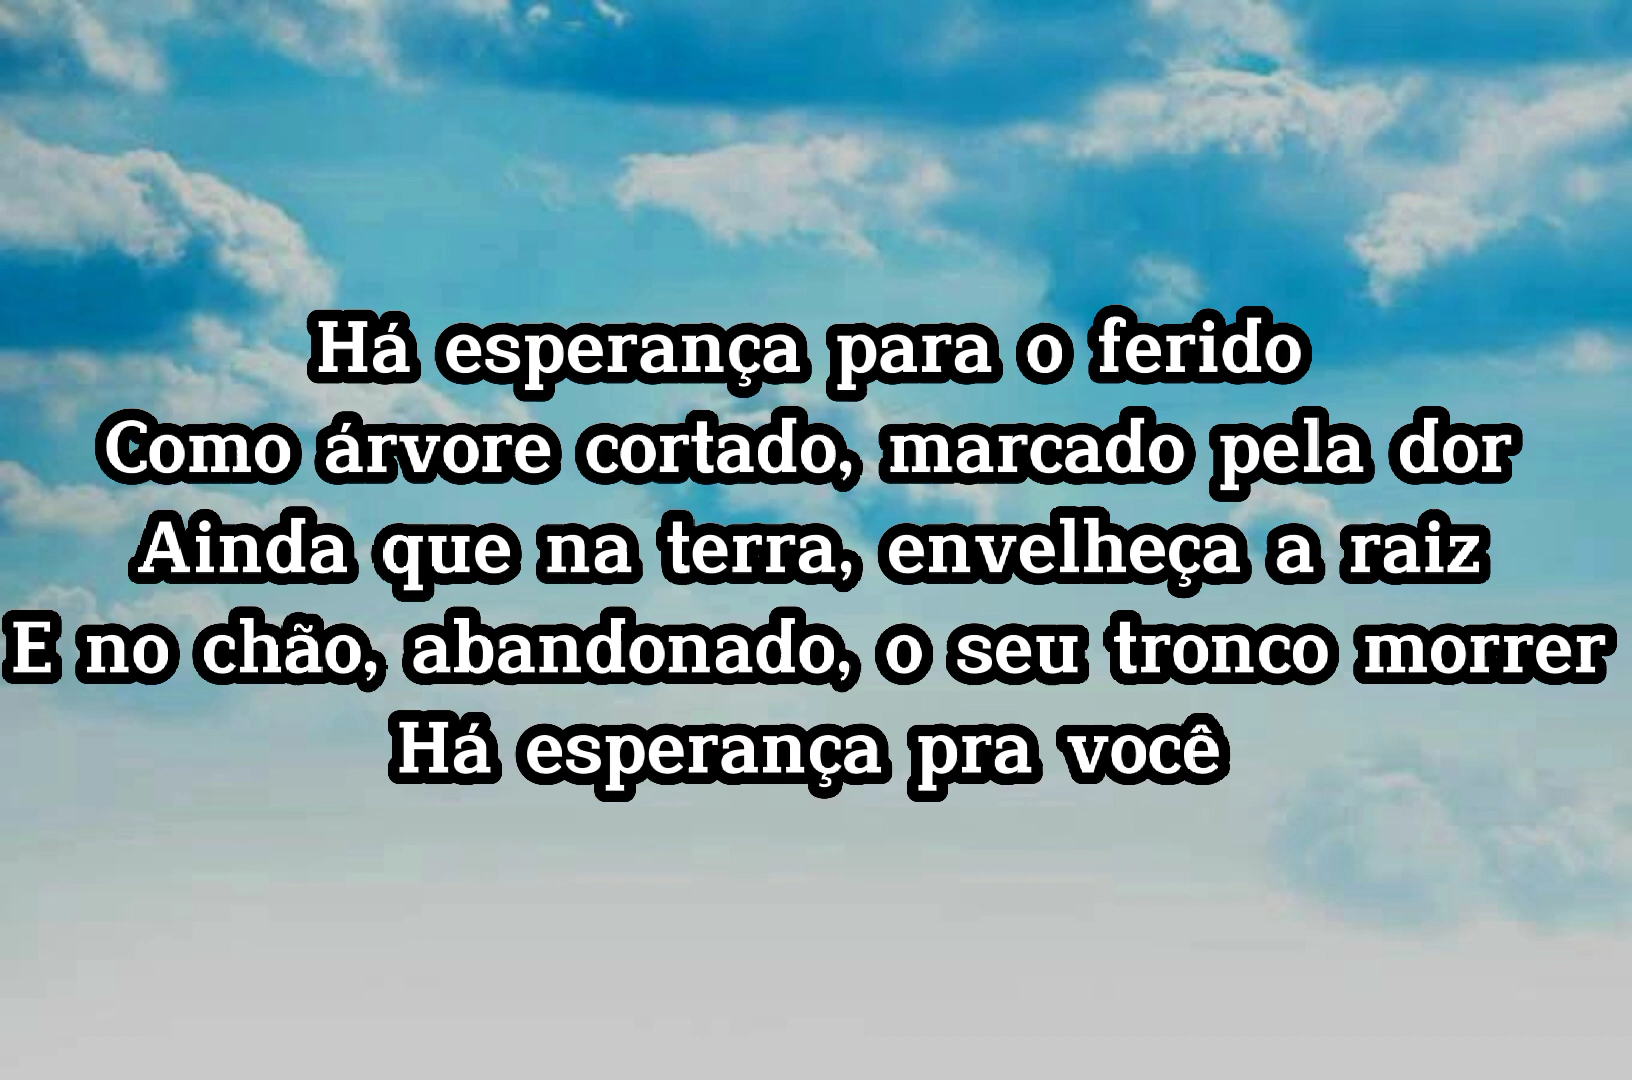 Há esperança para o ferido
Como árvore cortado, marcado pela dor
Ainda que na terra, envelheça a raiz
E no chão, abandonado, o seu tronco morrer
Há esperança pra você